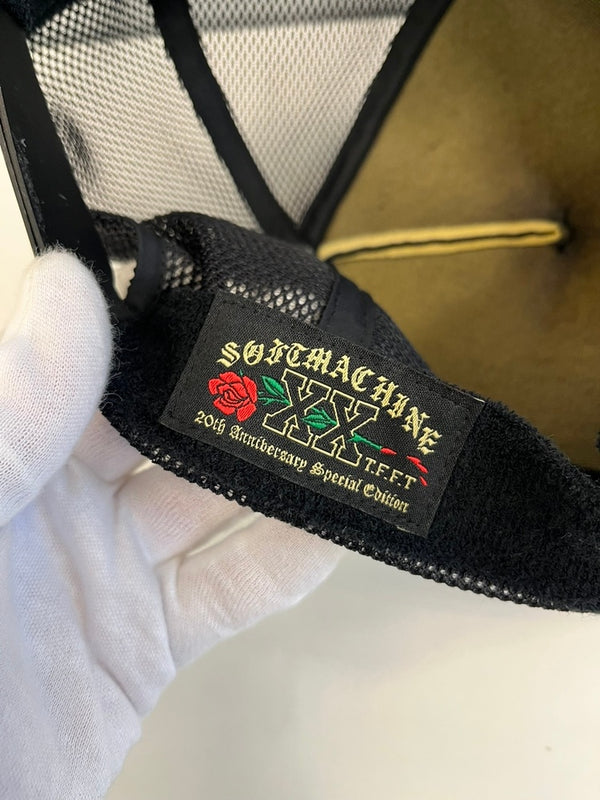 SOFTMACHINE
XX
T.F.F.T
20th Anniversary Special Edition